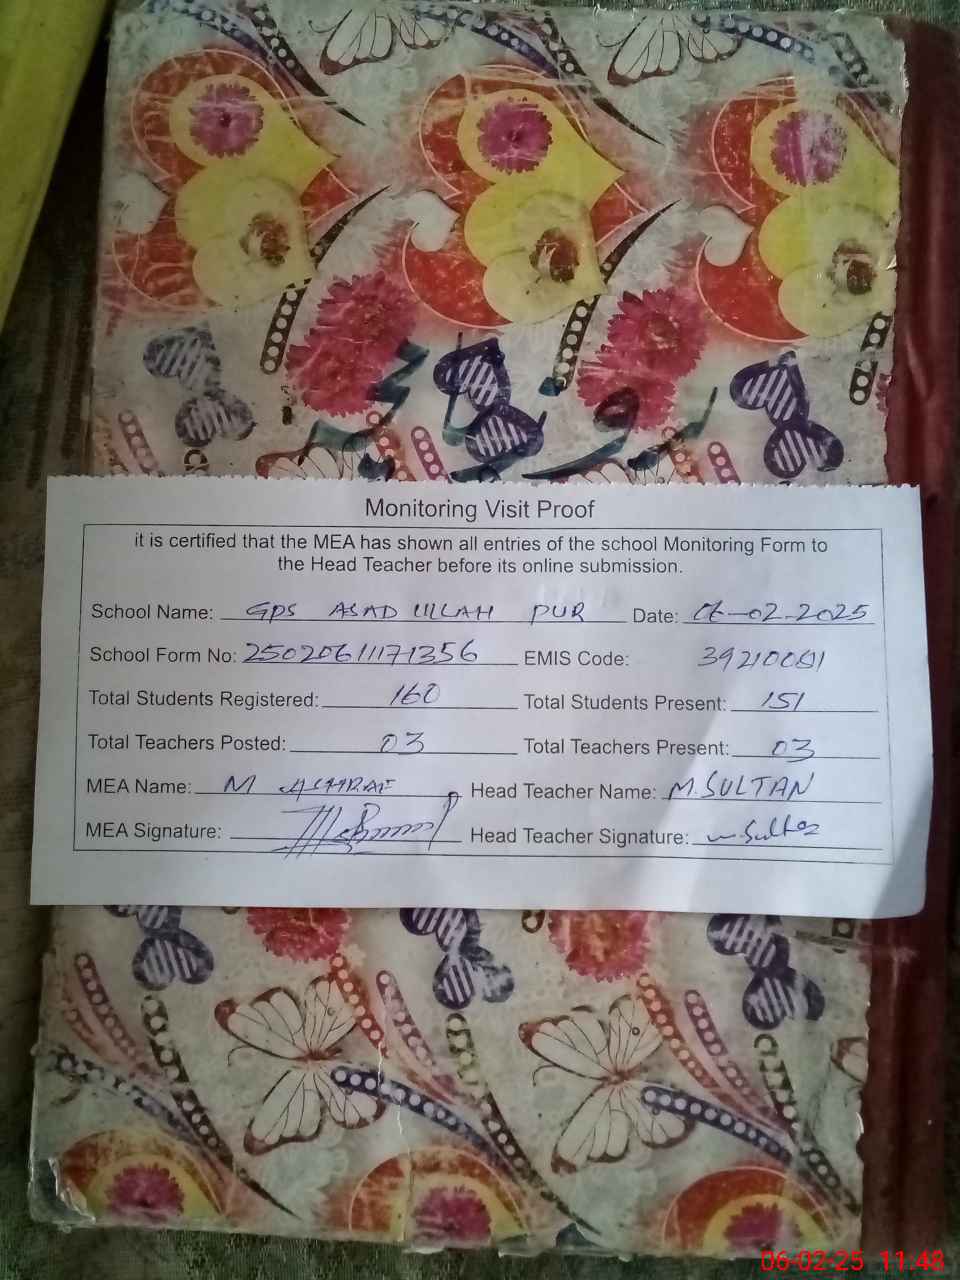 Monitoring Visit Proof
it is certified that the MEA has shown all entries of the school Monitoring Form to
the Head Teacher before its online submission.
School Name: GPS ASAD ULLAH PUR Date: 06-02-2025
School Form No: 25020611171356 EMIS Code: 39210001
Total Students Registered: 160 Total Students Present: 151
Total Teachers Posted: 03 Total Teachers Present: 03
MEA Name: M ASHRAF Head Teacher Name: M.SULTAN
MEA Signature: Head Teacher Signature: M.Sultan
06-02-25 11:48